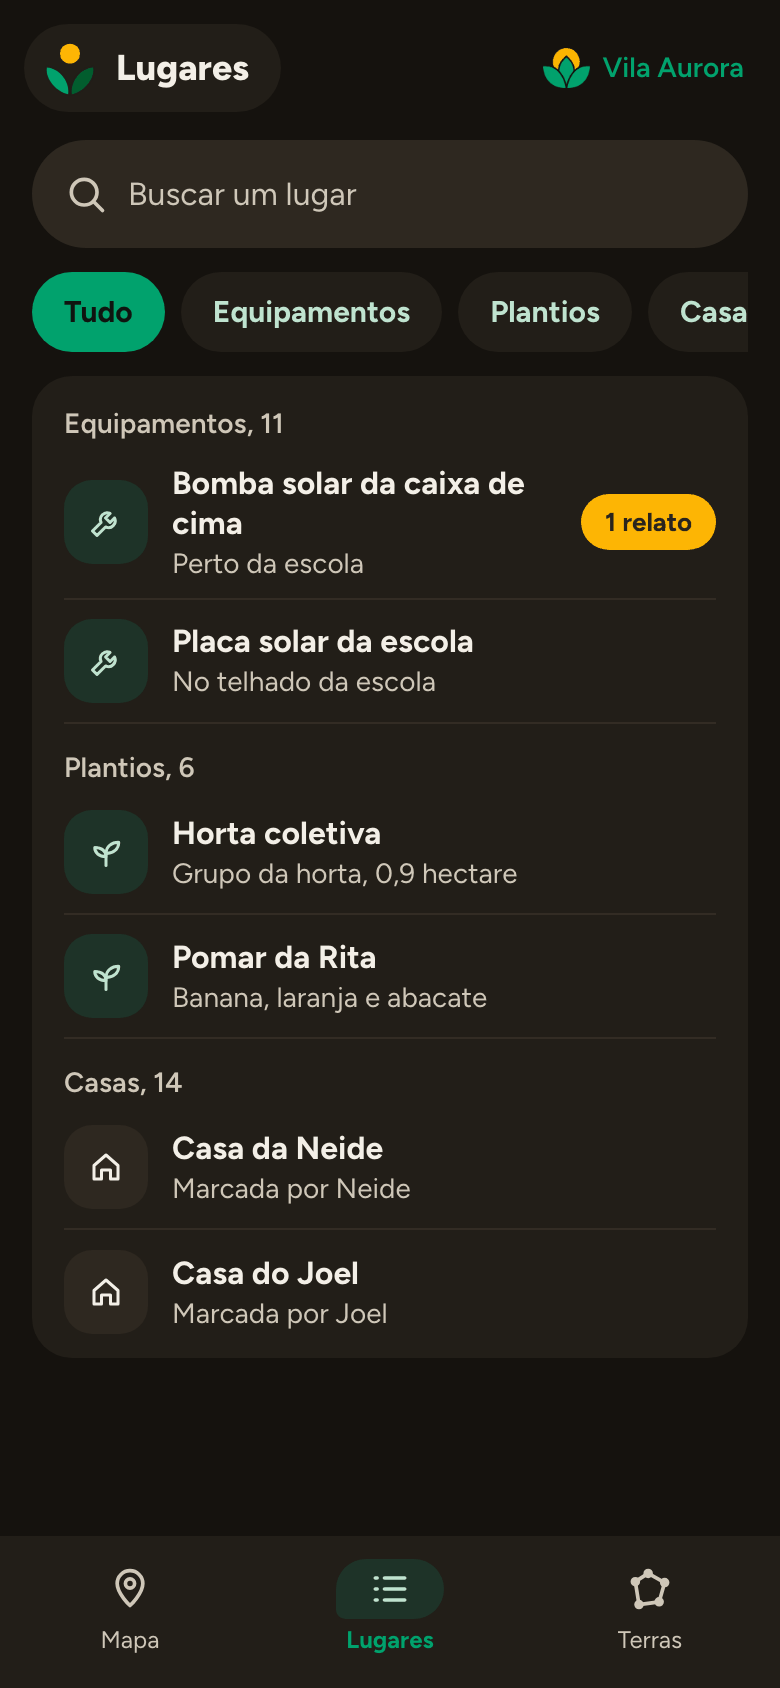 Lugares
Vila Aurora
Buscar um lugar
Tudo
Equipamentos
Plantios
Casa
Equipamentos, 11
Bomba solar da caixa de
cima
Perto da escola
1 relato
Placa solar da escola
No telhado da escola
Plantios, 6
Horta coletiva
Grupo da horta, 0,9 hectare
Pomar da Rita
Banana, laranja e abacate
Casas, 14
Casa da Neide
Marcada por Neide
Casa do Joel
Marcada por Joel
Mapa
Lugares
Terras